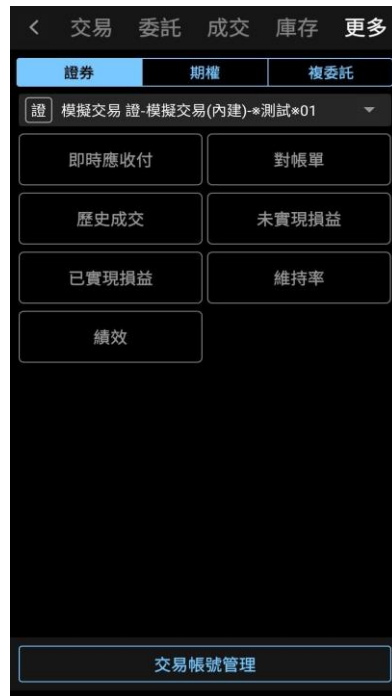 < 交易 委託 成交 庫存 更多
證券 期權 複委託
證 模擬交易 證-模擬交易(內建)-※測試※01
即時應收付 對帳單
歷史成交 未實現損益
已實現損益 維持率
績效
交易帳號管理